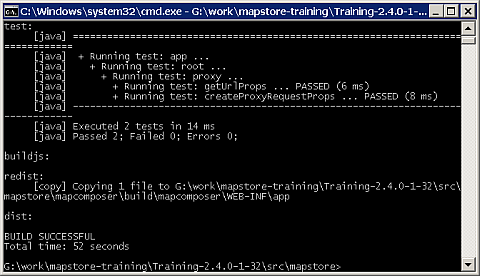 C:\Windows\system32\cmd.exe - G:\work\mapstore-training\Training-2.4.0-1-...
test:
[java] =================================================================
============
[java]  + Running test: app ...
[java]    + Running test: root ...
[java]      + Running test: proxy ...
[java]        + Running test: getUrlProps ... PASSED (6 ms)
[java]        + Running test: createProxyRequestProps ... PASSED (8 ms)
[java] -----------------------------------------------------------------
------------
[java] Executed 2 tests in 14 ms
[java] Passed 2; Failed 0; Errors 0;
buildjs:
redist:
[copy] Copying 1 file to G:\work\mapstore-training\Training-2.4.0-1-32\src\
mapstore\mapcomposer\build\mapcomposer\WEB-INF\app
dist:
BUILD SUCCESSFUL
Total time: 52 seconds
G:\work\mapstore-training\Training-2.4.0-1-32\src\mapstore>